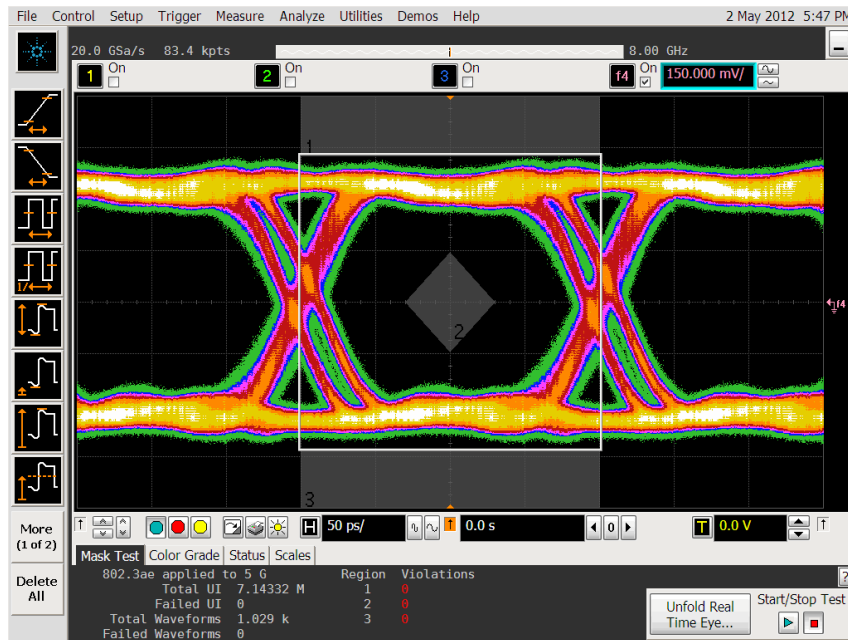 File Control Setup Trigger Measure Analyze Utilities Demos Help 2 May 2012 5:47 PM
20.0 GSa/s 83.4 kpts 8.00 GHz
1 On 2 On 3 On f4 On 150.000 mV/
1
2
f4
3
1/
More
(1 of 2)
Delete
All
H 50 ps/ 0.0 s 0 T 0.0 V
Mask Test Color Grade Status Scales
802.3ae applied to 5 G Region Violations
Total UI 7.14332 M 1 0
Failed UI 0 2 0
Total Waveforms 1.029 k 3 0
Failed Waveforms 0
?
Unfold Real
Time Eye...
Start/Stop Test